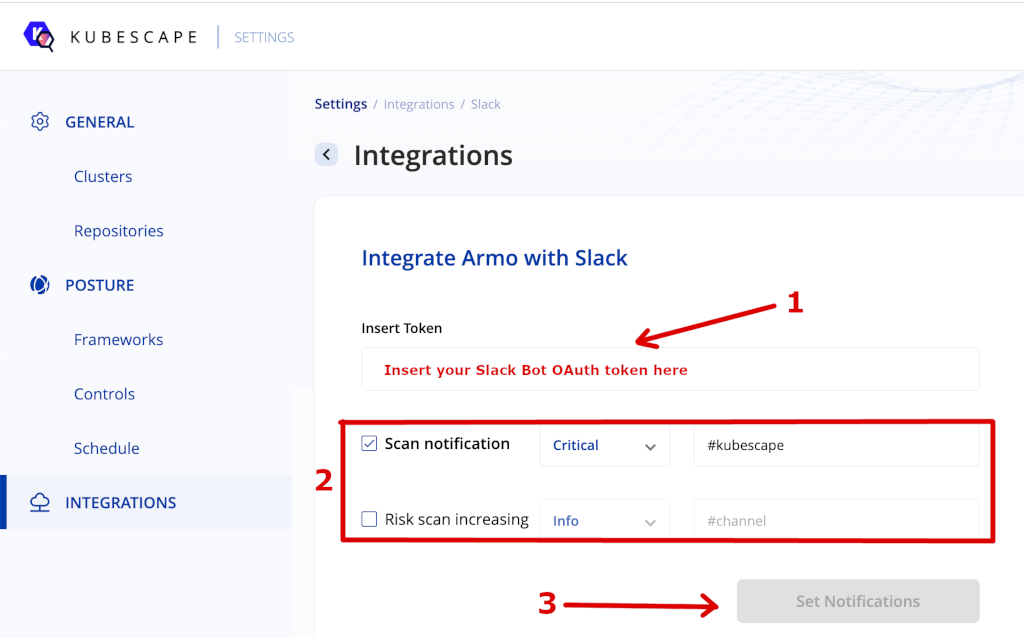 KUBESCAPE SETTINGS
GENERAL
Clusters
Repositories
POSTURE
Frameworks
Controls
Schedule
INTEGRATIONS
Settings / Integrations / Slack
Integrations
Integrate Armo with Slack
1
Insert Token
Insert your Slack Bot OAuth token here
2
Scan notification Critical #kubescape
Risk scan increasing Info #channel
3
Set Notifications